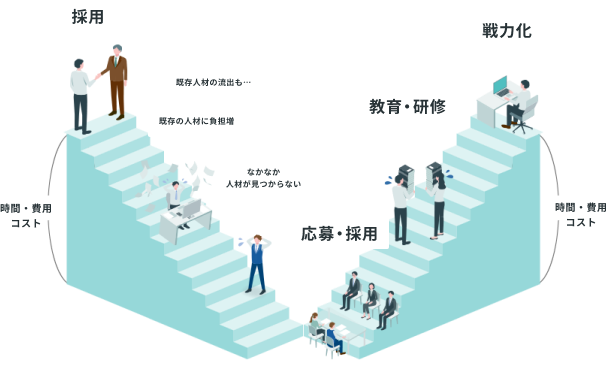 採用
戦力化
既存人材の流出も…
教育・研修
既存の人材に負担増
なかなか
人材が見つからない
時間・費用
コスト
時間・費用
コスト
応募・採用